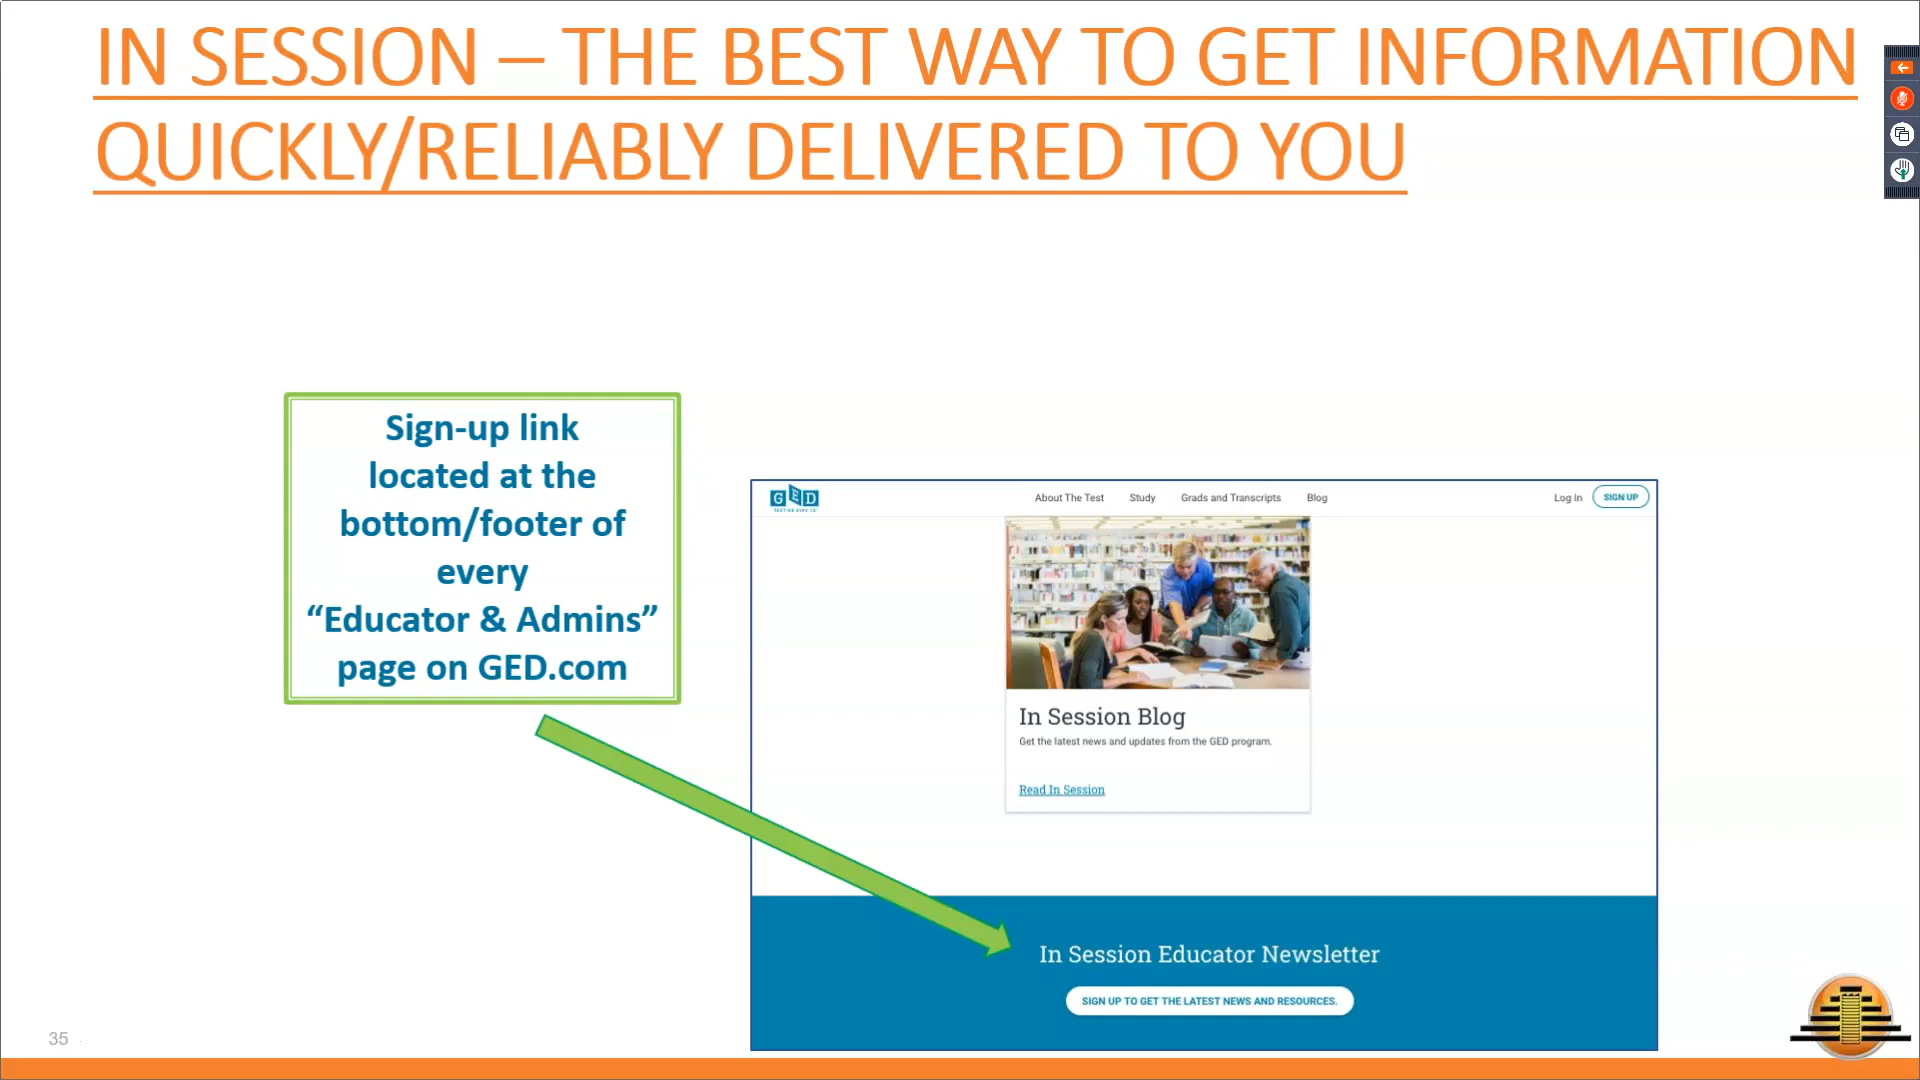 IN SESSION – THE BEST WAY TO GET INFORMATION
QUICKLY/RELIABLY DELIVERED TO YOU
Sign-up link
located at the
bottom/footer of
every
“Educator & Admins”
page on GED.com
GED
About The Test Study Grads and Transcripts Blog Log In SIGN UP
In Session Blog
Get the latest news and updates from the GED program.
Read In Session
In Session Educator Newsletter
SIGN UP TO GET THE LATEST NEWS AND RESOURCES.
35